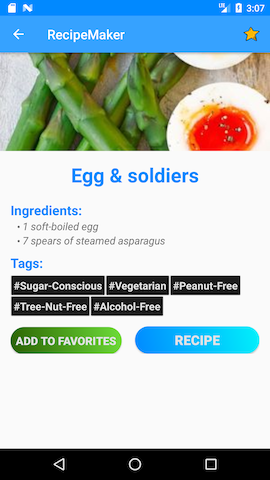 3:07
RecipeMaker
Egg & soldiers
Ingredients:
• 1 soft-boiled egg
• 7 spears of steamed asparagus
Tags:
#Sugar-Conscious #Vegetarian #Peanut-Free
#Tree-Nut-Free #Alcohol-Free
ADD TO FAVORITES RECIPE